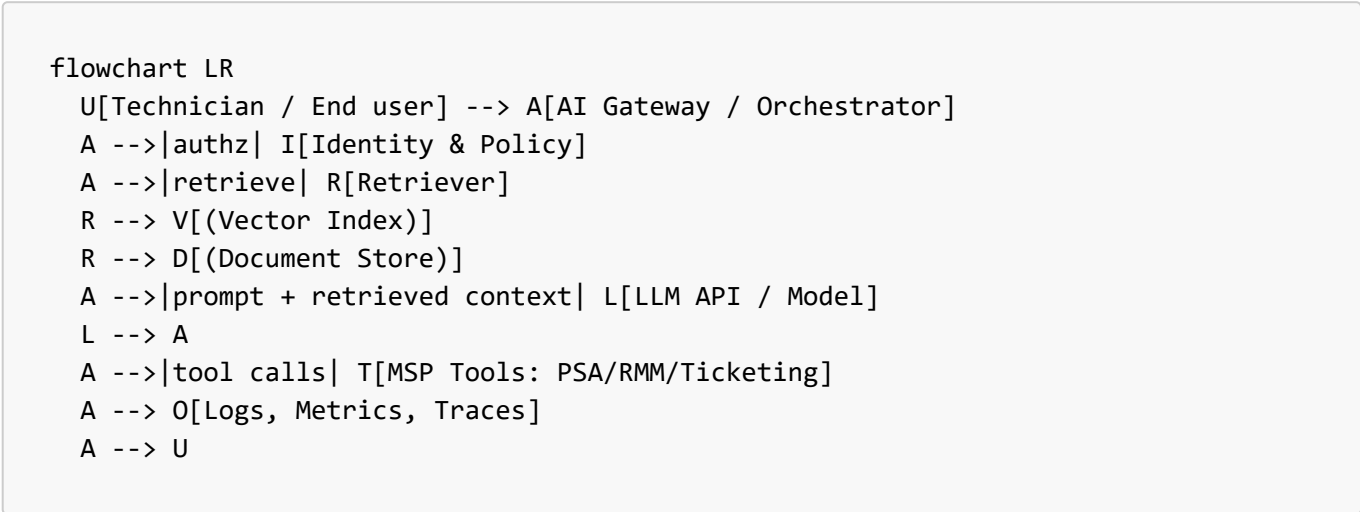 flowchart LR
U[Technician / End user] --> A[AI Gateway / Orchestrator]
A -->|authz| I[Identity & Policy]
A -->|retrieve| R[Retriever]
R --> V[(Vector Index)]
R --> D[(Document Store)]
A -->|prompt + retrieved context| L[LLM API / Model]
L --> A
A -->|tool calls| T[MSP Tools: PSA/RMM/Ticketing]
A --> O[Logs, Metrics, Traces]
A --> U